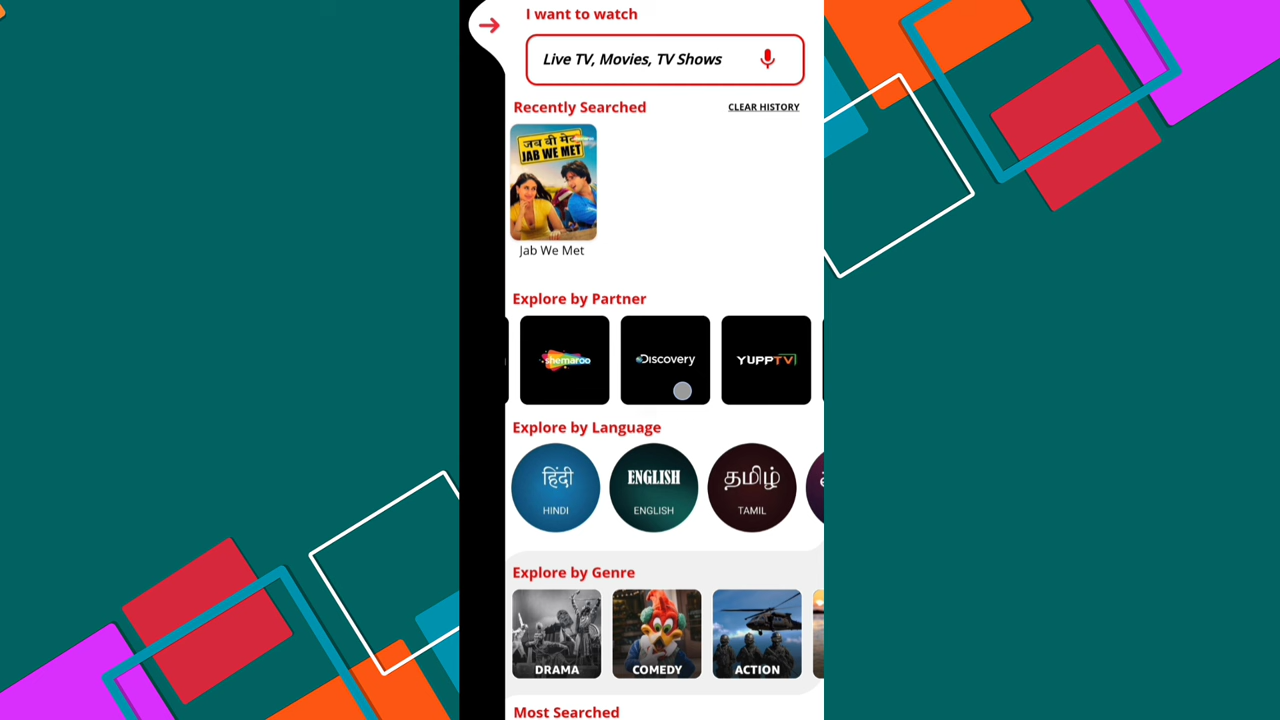 I want to watch
Live TV, Movies, TV Shows
Recently Searched
CLEAR HISTORY
जब वी मेट
JAB WE MET
Jab We Met
Explore by Partner
shemaroo
Discovery
YUPPTV
Explore by Language
हिंदी
HINDI
ENGLISH
ENGLISH
தமிழ்
TAMIL
Explore by Genre
DRAMA
COMEDY
ACTION
Most Searched